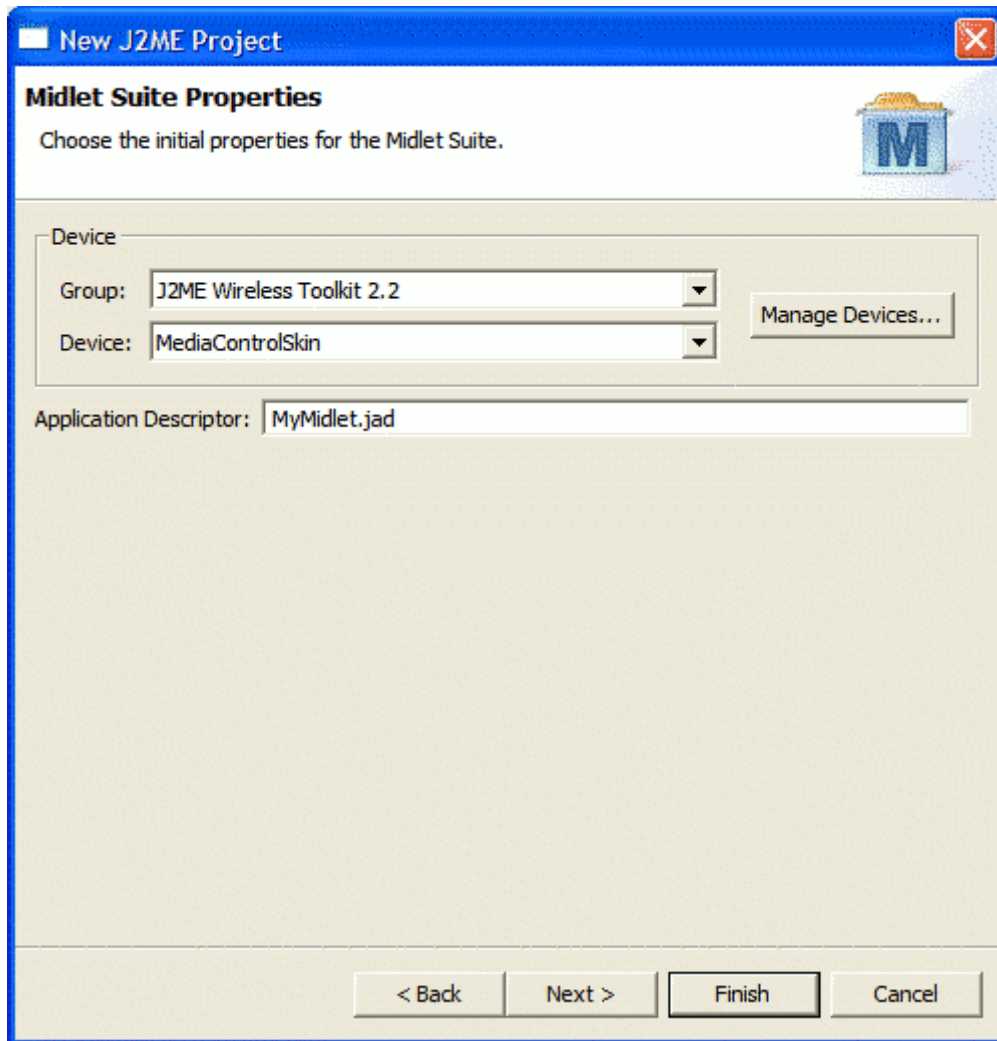 New J2ME Project
Midlet Suite Properties
Choose the initial properties for the Midlet Suite.
M
Device
Group: J2ME Wireless Toolkit 2.2
Manage Devices...
Device: MediaControlSkin
Application Descriptor: MyMidlet.jad
< Back Next > Finish Cancel